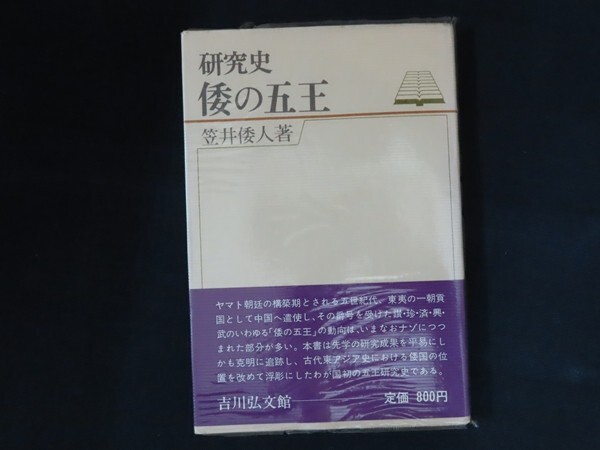 研究史
倭の五王
笠井倭人著
ヤマト朝廷の構築期とされる五世紀代、東夷の一朝貢
国として中国へ遣使し、その爵号を受けた讃・珍・済・興・
武のいわゆる「倭の五王」の動向は、いまなおナゾにつつ
まれた部分が多い。本書は先学の研究成果を平易にし
かも克明に追跡し、古代東アジア史における倭国の位
置を改めて浮彫にしたわが国初の五王研究史である。
吉川弘文館
定価 800円